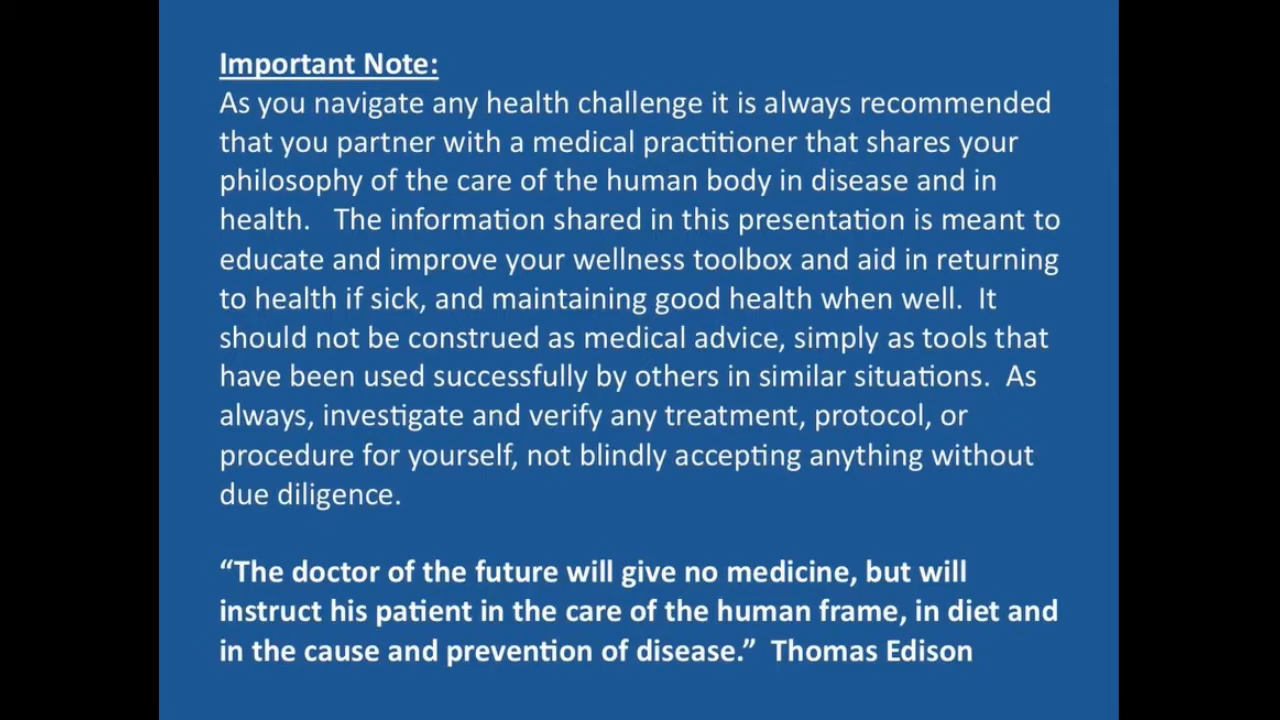 Important Note:
As you navigate any health challenge it is always recommended
that you partner with a medical practitioner that shares your
philosophy of the care of the human body in disease and in
health.   The information shared in this presentation is meant to
educate and improve your wellness toolbox and aid in returning
to health if sick, and maintaining good health when well.  It
should not be construed as medical advice, simply as tools that
have been used successfully by others in similar situations.  As
always, investigate and verify any treatment, protocol, or
procedure for yourself, not blindly accepting anything without
due diligence.
“The doctor of the future will give no medicine, but will
instruct his patient in the care of the human frame, in diet and
in the cause and prevention of disease.”  Thomas Edison